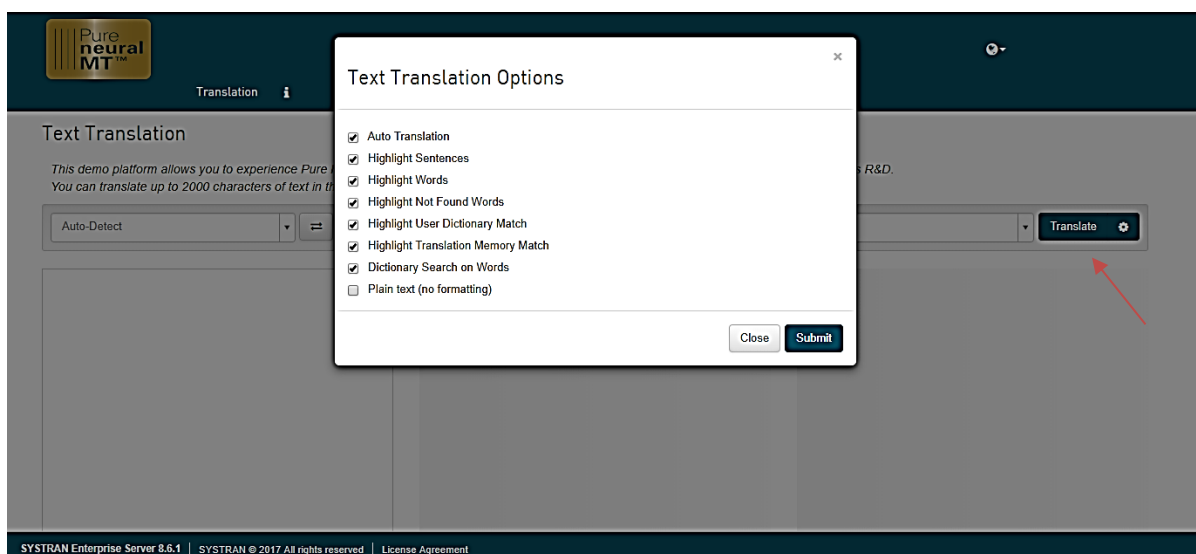 Pure
neural
MT™
Translation
Text Translation Options
×
Text Translation
This demo platform allows you to experience Pure
s R&D.
You can translate up to 2000 characters of text in th
Auto Translation
Highlight Sentences
Highlight Words
Highlight Not Found Words
Highlight User Dictionary Match
Highlight Translation Memory Match
Dictionary Search on Words
Plain text (no formatting)
Auto-Detect
Translate
Close
Submit
SYSTRAN Enterprise Server 8.6.1 | SYSTRAN © 2017 All rights reserved | License Agreement